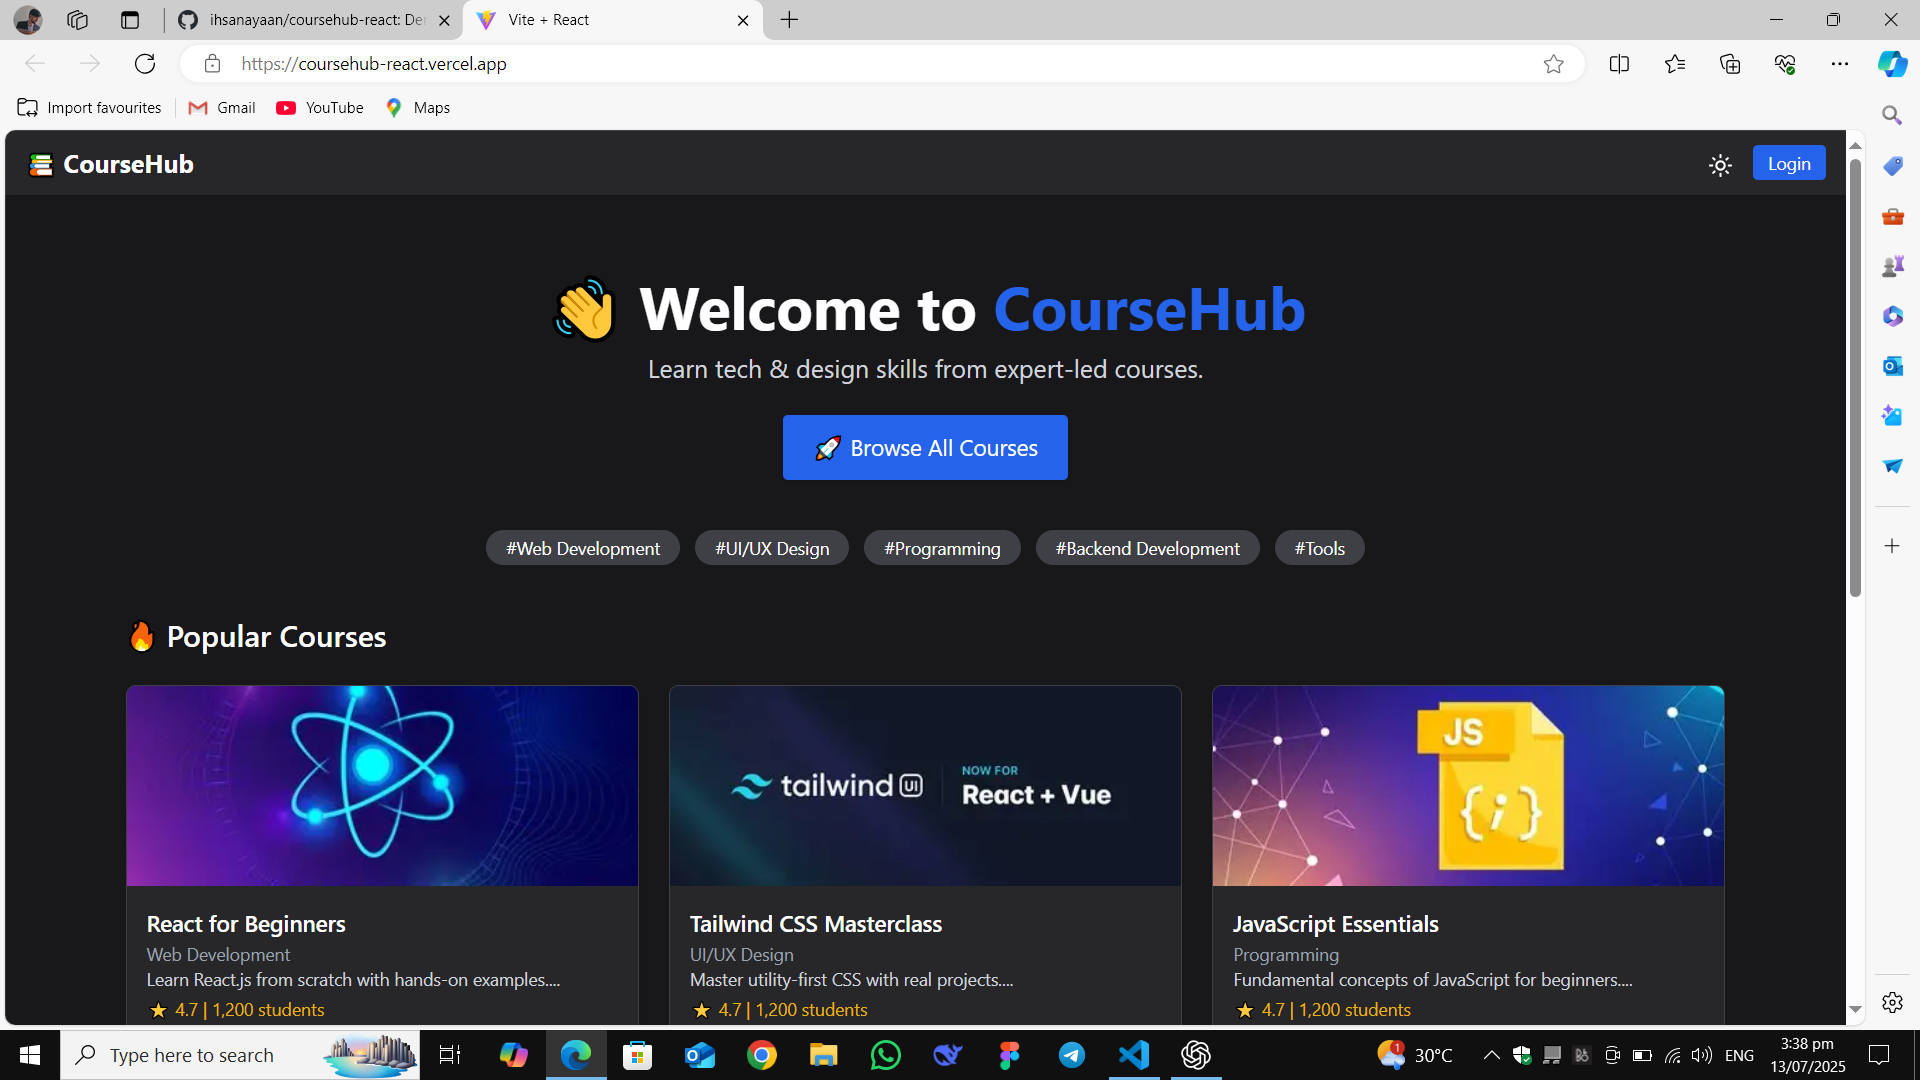 ihsanayaan/coursehub-react: De
Vite + React
https://coursehub-react.vercel.app
Import favourites
Gmail
YouTube
Maps
CourseHub
Login
Welcome to CourseHub
Learn tech & design skills from expert-led courses.
Browse All Courses
#Web Development
#UI/UX Design
#Programming
#Backend Development
#Tools
Popular Courses
tailwind UI
NOW FOR
React + Vue
JS
{i}
React for Beginners
Web Development
Learn React.js from scratch with hands-on examples....
4.7 | 1,200 students
Tailwind CSS Masterclass
UI/UX Design
Master utility-first CSS with real projects....
4.7 | 1,200 students
JavaScript Essentials
Programming
Fundamental concepts of JavaScript for beginners....
4.7 | 1,200 students
Type here to search
1
30°C
ENG
3:38 pm
13/07/2025